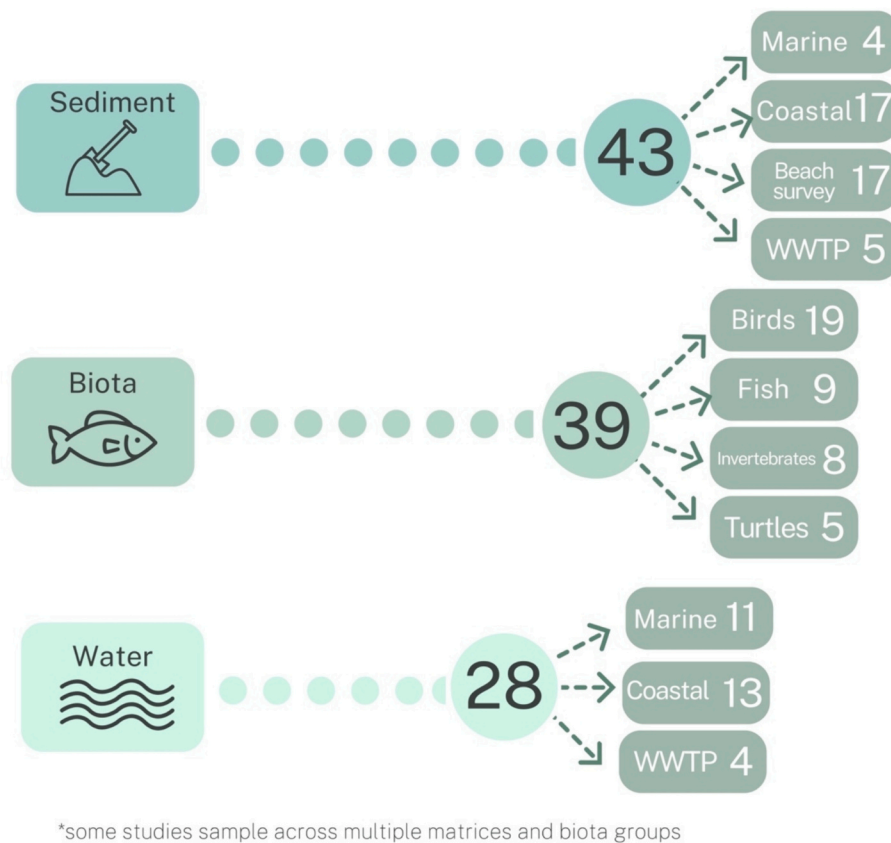 Sediment
43
Marine 4
Coastal 17
Beach
survey 17
WWTP 5
Biota
39
Birds 19
Fish 9
Invertebrates 8
Turtles 5
Water
28
Marine 11
Coastal 13
WWTP 4
*some studies sample across multiple matrices and biota groups